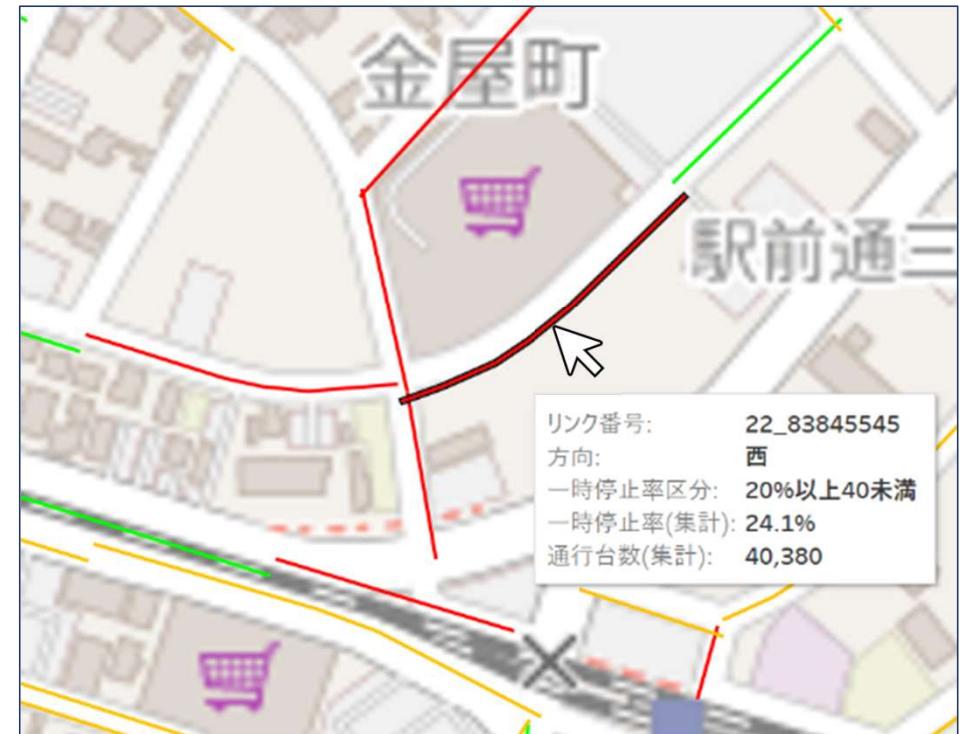 金屋町
駅前通三
リンク番号: 22_83845545
方向: 西
一時停止率区分: 20%以上40未満
一時停止率(集計): 24.1%
通行台数(集計): 40,380